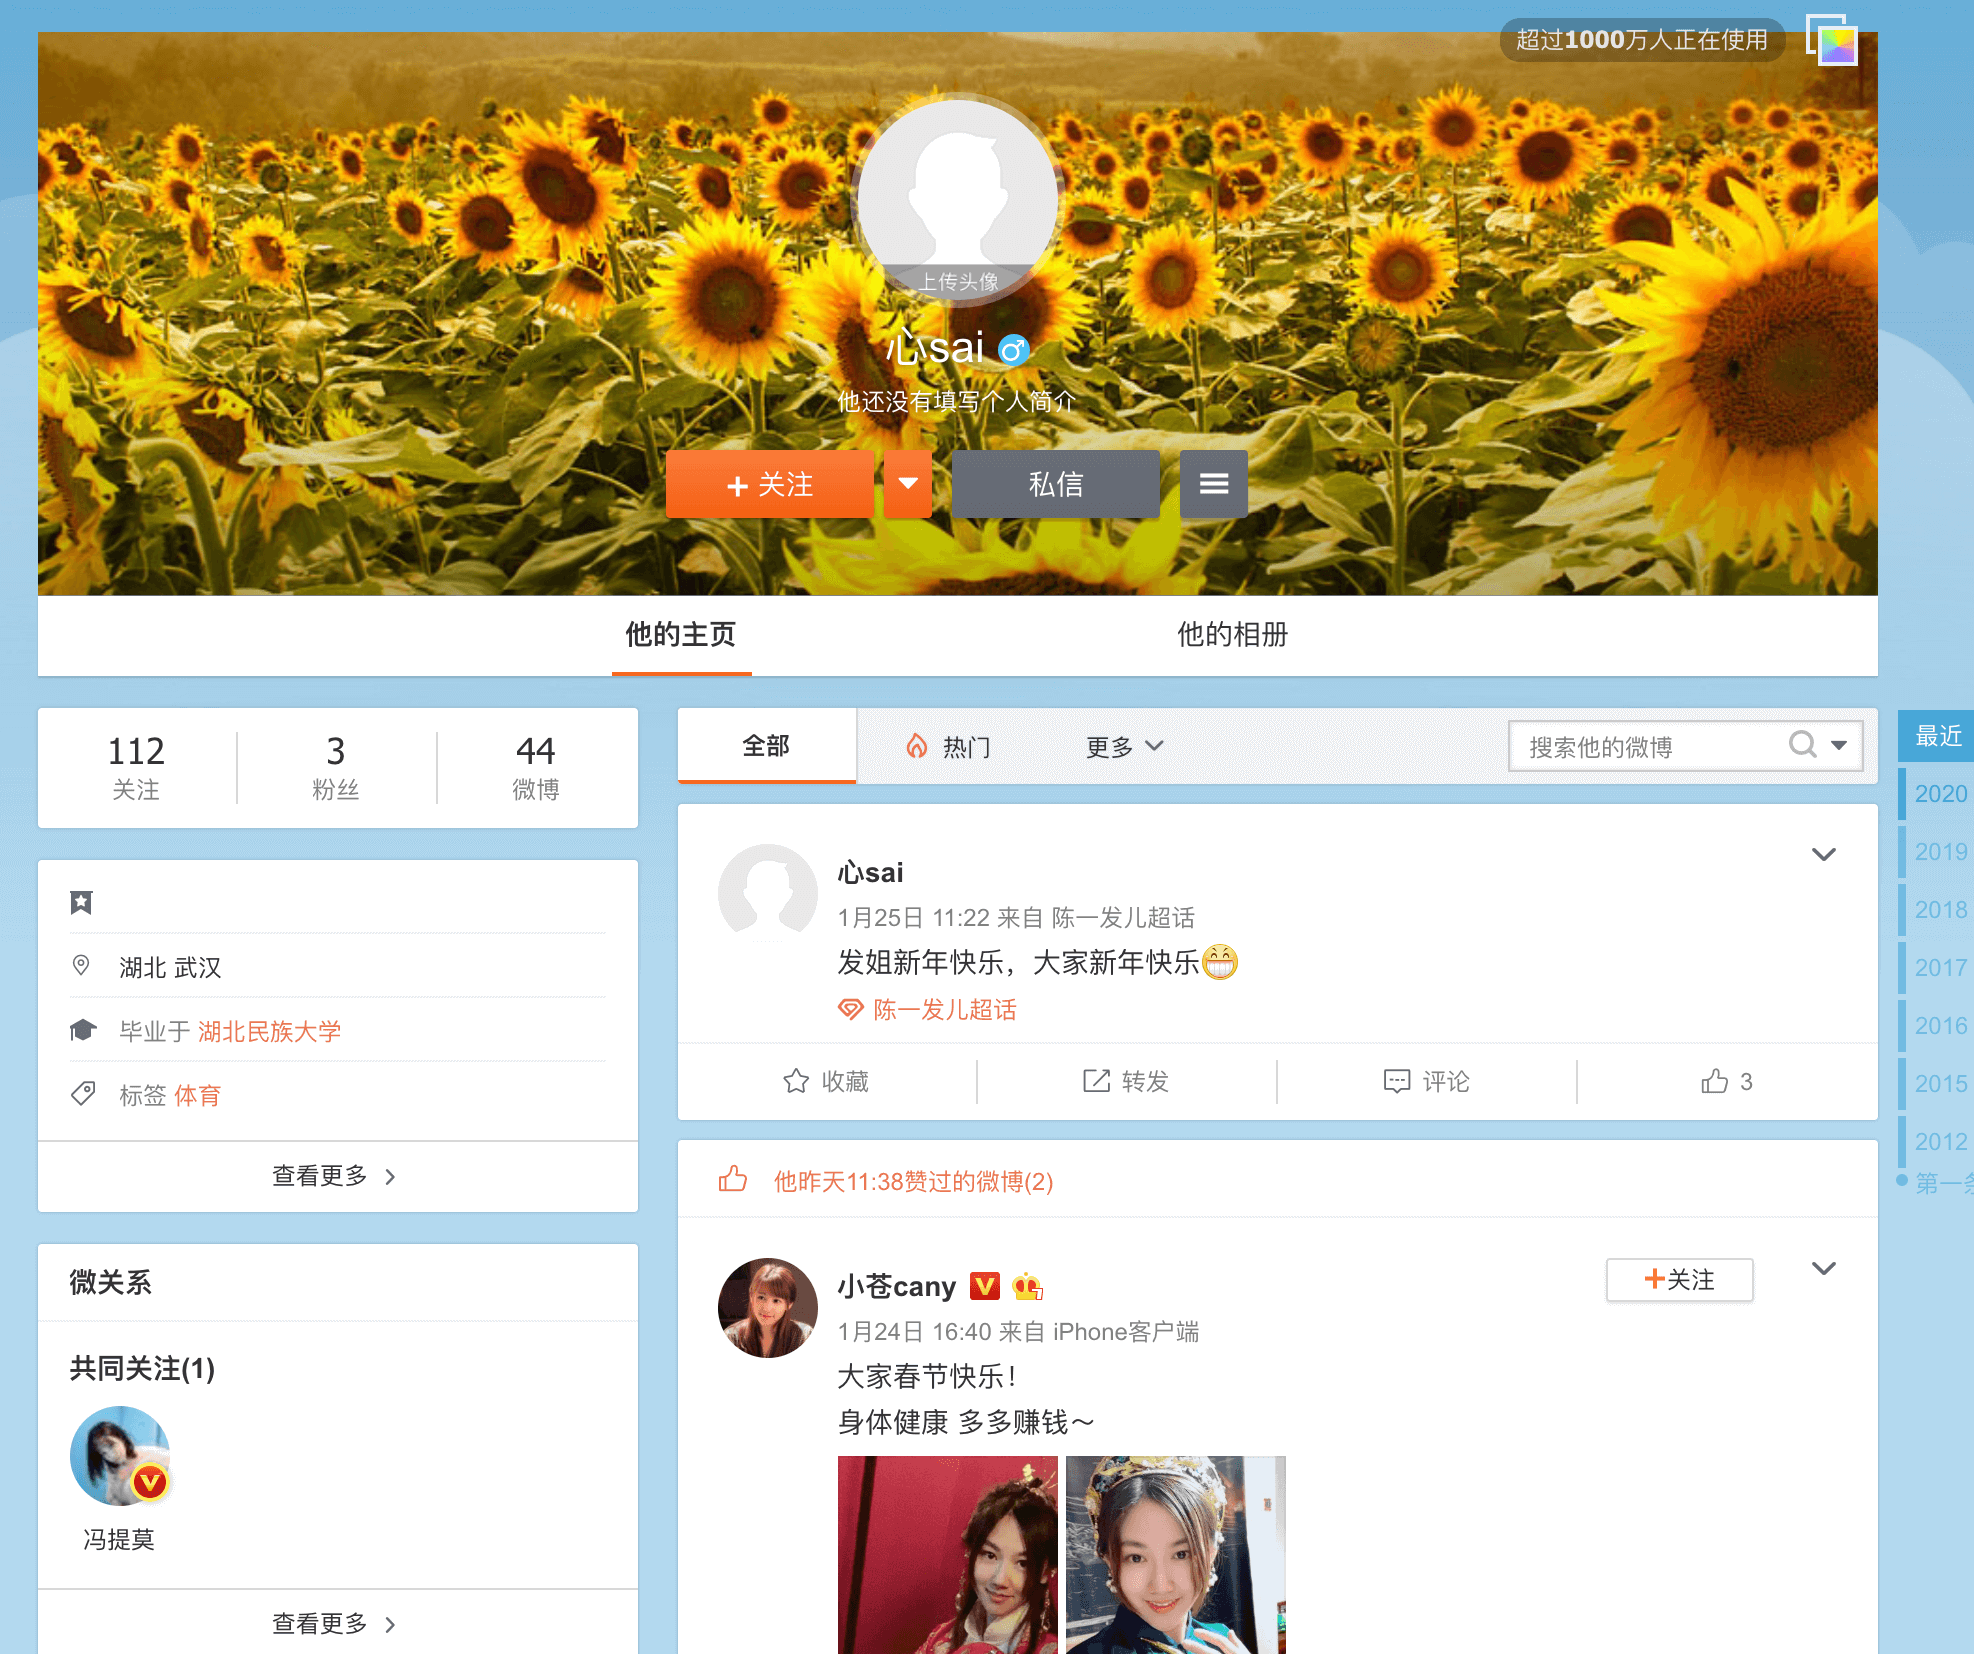 超过1000万人正在使用
上传头像
心sai
他还没有填写个人简介
+ 关注
私信
他的主页
他的相册
112
关注
3
粉丝
44
微博
湖北 武汉
毕业于 湖北民族大学
标签 体育
查看更多
微关系
共同关注(1)
冯提莫
查看更多
全部
热门
更多
搜索他的微博
心sai
1月25日 11:22 来自 陈一发儿超话
发姐新年快乐，大家新年快乐
陈一发儿超话
收藏
转发
评论
3
他昨天11:38赞过的微博(2)
小苍cany
+关注
1月24日 16:40 来自 iPhone客户端
大家春节快乐！
身体健康 多多赚钱～
最近
2020
2019
2018
2017
2016
2015
2012
第一条